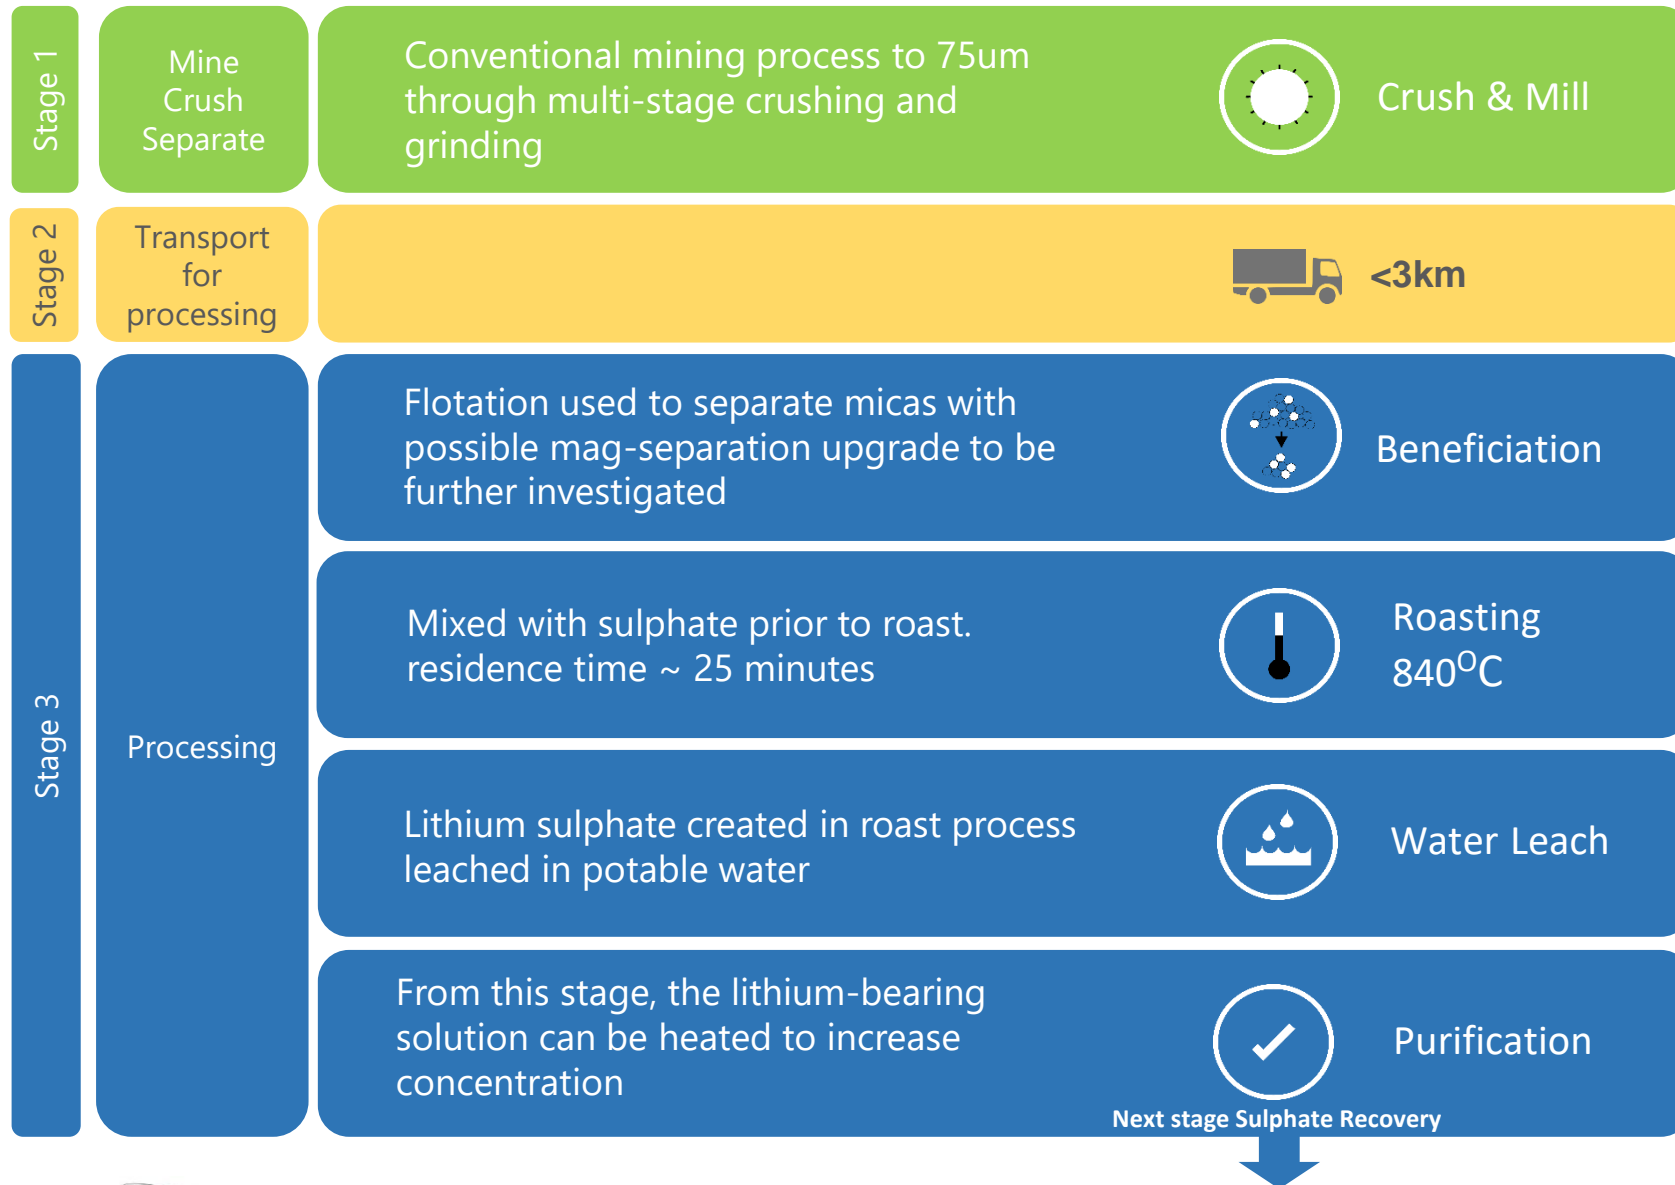 Stage 1
Mine
Crush
Separate
Conventional mining process to 75um
through multi-stage crushing and
grinding
Crush & Mill
Stage 2
Transport
for
processing
<3km
Stage 3
Processing
Flotation used to separate micas with
possible mag-separation upgrade to be
further investigated
Beneficiation
Mixed with sulphate prior to roast.
residence time ~ 25 minutes
Roasting
840ᴼC
Lithium sulphate created in roast process
leached in potable water
Water Leach
From this stage, the lithium-bearing
solution can be heated to increase
concentration
Purification
Next stage Sulphate Recovery